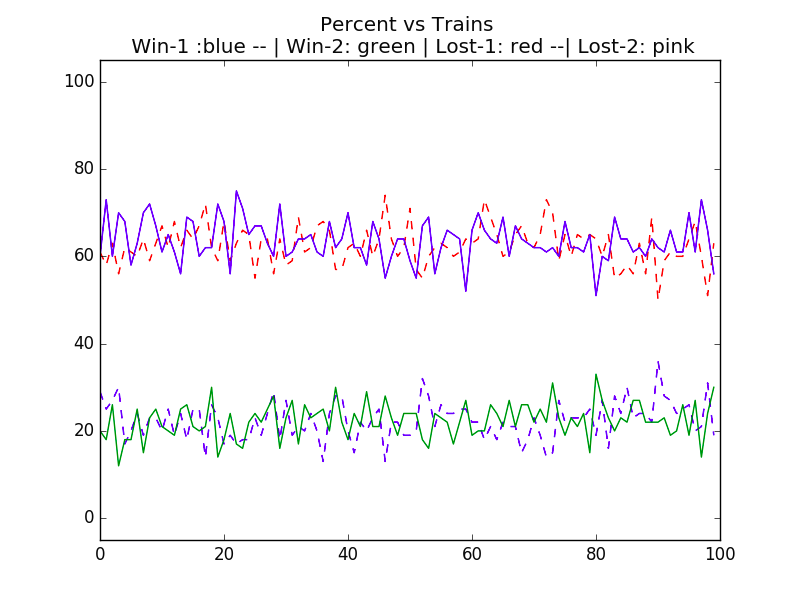 Percent vs Trains
Win-1 :blue -- | Win-2: green | Lost-1: red --| Lost-2: pink
100
80
60
40
20
0
0 20 40 60 80 100